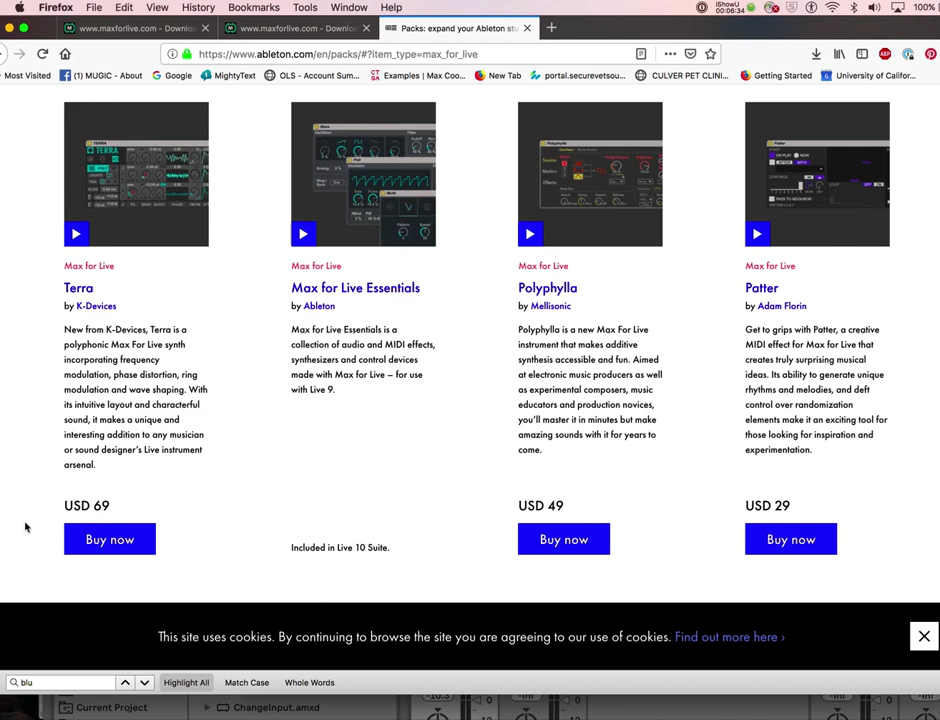 Firefox File Edit View History Bookmarks Tools Window Help
iShowU
00:06:34
100%
www.maxforlive.com - Downloa
www.maxforlive.com - Downloa
Packs: expand your Ableton stu
https://www.ableton.com/en/packs/#?item_type=max_for_live
Most Visited
(1) MUGIC - About
Google
MightyText
OLS - Account Sum...
Examples | Max Coo...
New Tab
portal.securevetsou...
CULVER PET CLINI...
Getting Started
University of Califor...
Max for Live
Terra
by K-Devices
New from K-Devices, Terra is a
polyphonic Max For Live synth
incorporating frequency
modulation, phase distortion, ring
modulation and wave shaping. With
its intuitive layout and characterful
sound, it makes a unique and
interesting addition to any musician
or sound designer's Live instrument
arsenal.
USD 69
Buy now
Max for Live
Max for Live Essentials
by Ableton
Max for Live Essentials is a
collection of audio and MIDI effects,
synthesizers and control devices
made with Max for Live – for use
with Live 9.
Included in Live 10 Suite.
Max for Live
Polyphylla
by Mellisonic
Polyphylla is a new Max For Live
instrument that makes additive
synthesis accessible and fun. Aimed
at electronic music producers as well
as experimental composers, music
educators and production novices,
you'll master it in minutes but make
amazing sounds with it for years to
come.
USD 49
Buy now
Max for Live
Patter
by Adam Florin
Get to grips with Patter, a creative
MIDI effect for Max for Live that
creates truly surprising musical
ideas. Its ability to generate unique
rhythms and melodies, and deft
control over randomization
elements make it an exciting tool for
those looking for inspiration and
experimentation.
USD 29
Buy now
This site uses cookies. By continuing to browse the site you are agreeing to our use of cookies. Find out more here ›
blu
Highlight All
Match Case
Whole Words
Current Project
ChangeInput.amxd